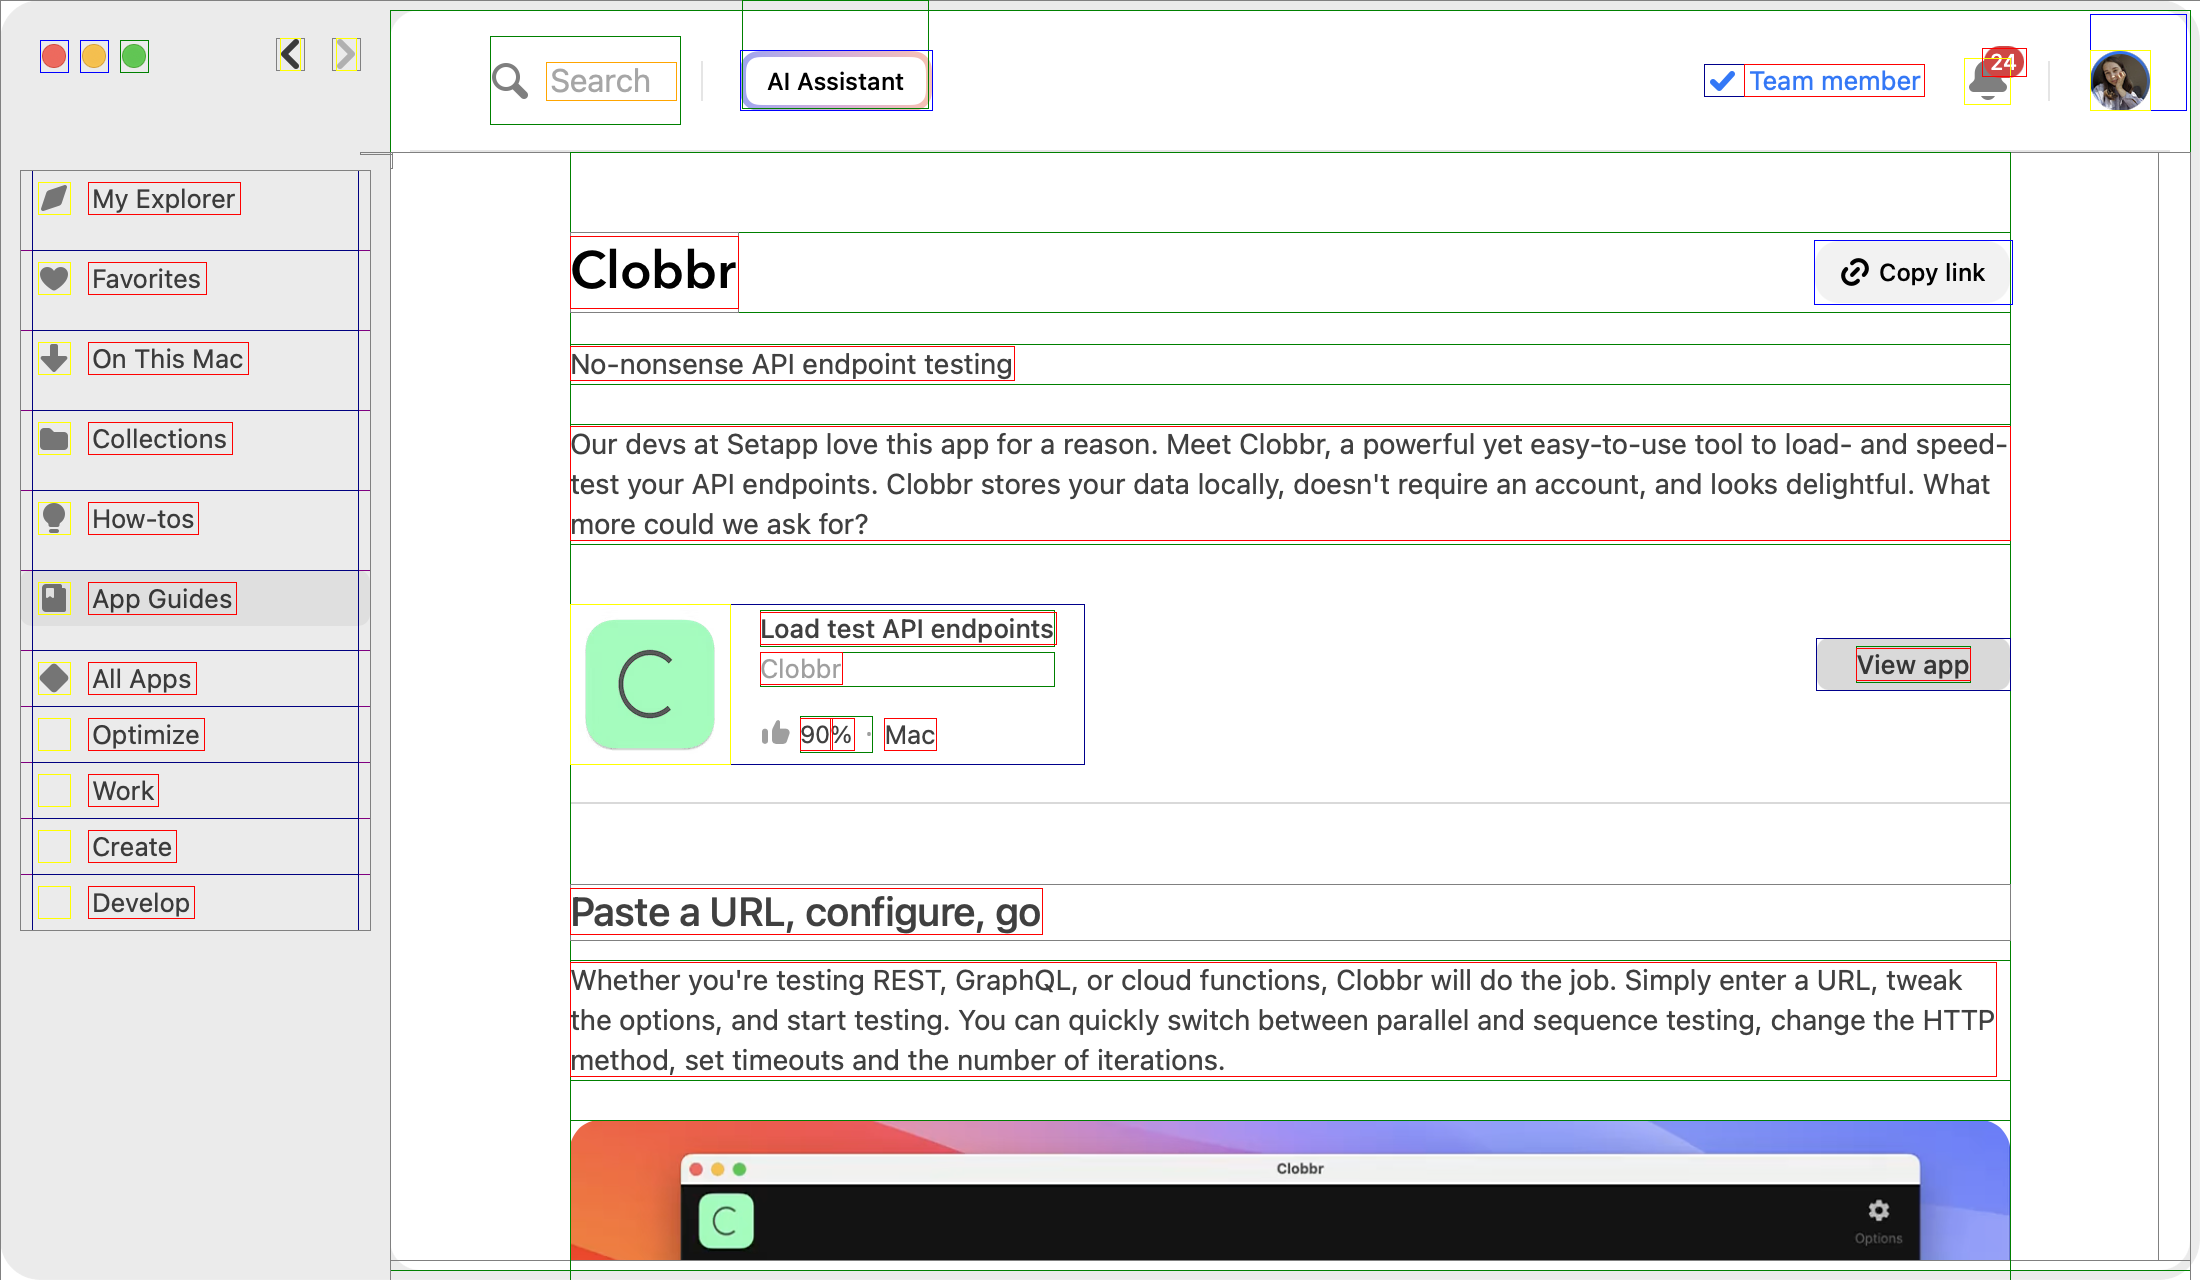 Search
AI Assistant
Team member
24
My Explorer
Favorites
On This Mac
Collections
How-tos
App Guides
All Apps
Optimize
Work
Create
Develop
Clobbr
Copy link
No-nonsense API endpoint testing
Our devs at Setapp love this app for a reason. Meet Clobbr, a powerful yet easy-to-use tool to load- and speed-
test your API endpoints. Clobbr stores your data locally, doesn't require an account, and looks delightful. What
more could we ask for?
C
Load test API endpoints
Clobbr
90% · Mac
View app
Paste a URL, configure, go
Whether you're testing REST, GraphQL, or cloud functions, Clobbr will do the job. Simply enter a URL, tweak
the options, and start testing. You can quickly switch between parallel and sequence testing, change the HTTP
method, set timeouts and the number of iterations.
Clobbr
C
Options